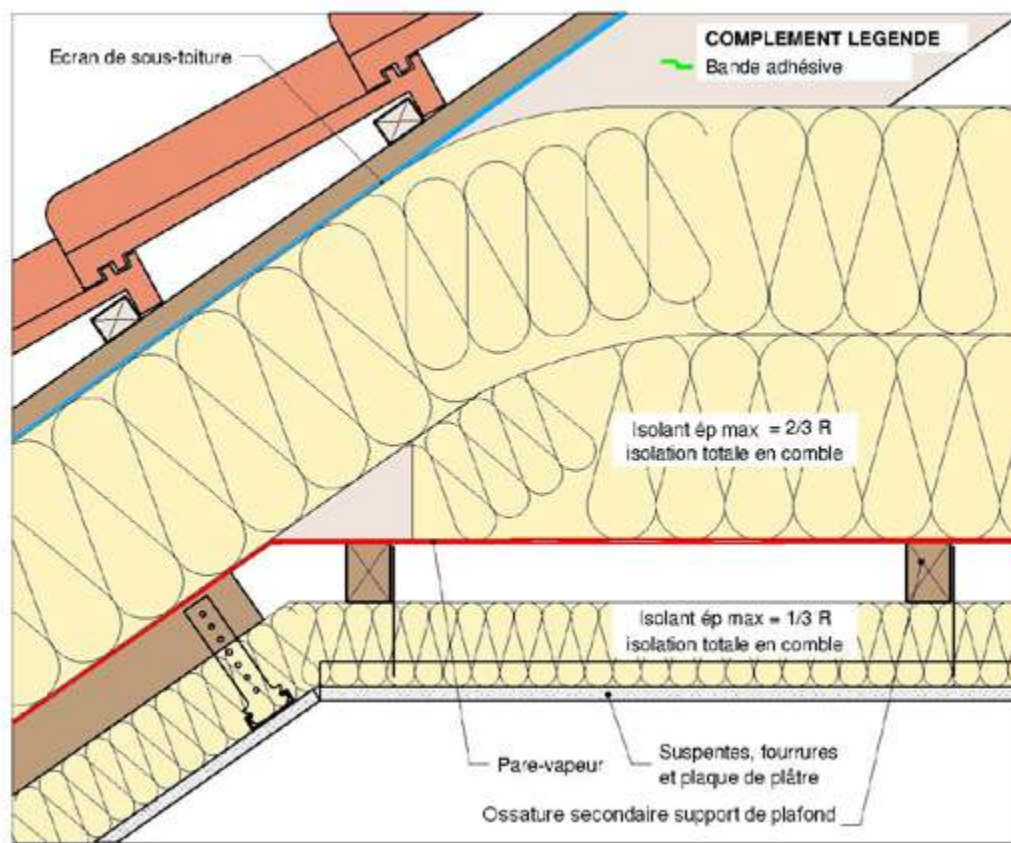 COMPLEMENT LEGENDE
Bande adhésive
Ecran de sous-toiture
Isolant ép max = 2/3 R
isolation totale en comble
Isolant ép max = 1/3 R
isolation totale en comble
Pare-vapeur
Suspentes, fourrures
et plaque de plâtre
Ossature secondaire support de plafond